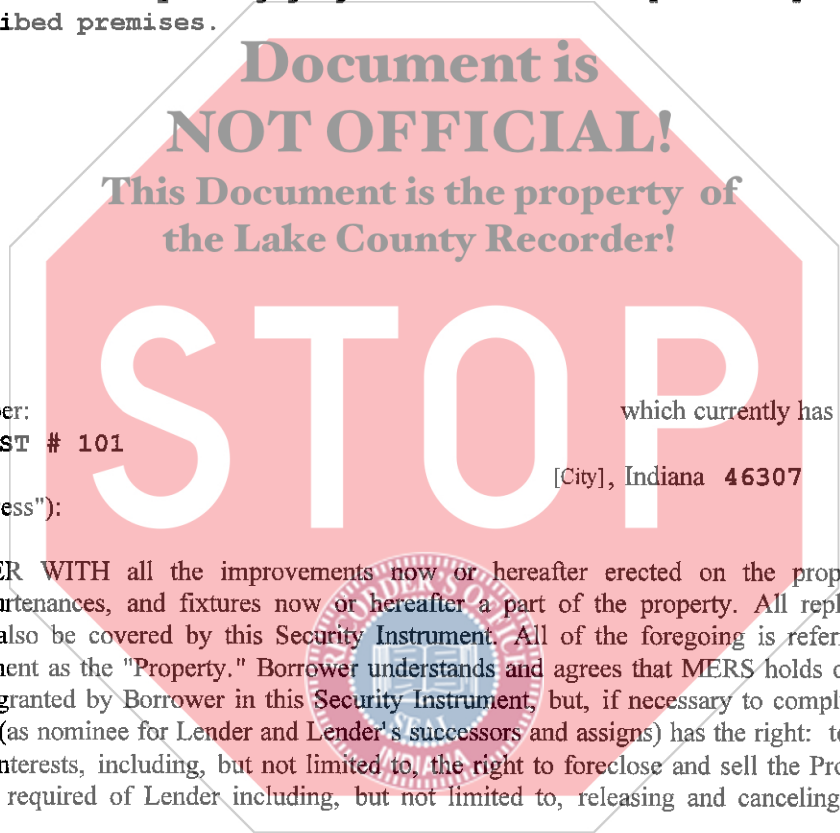 ibed premises.
Document is
NOT OFFICIAL!
This Document is the property of
the Lake County Recorder!
STOP
er: which currently has
ST # 101
[City], Indiana 46307
ess"):
ER WITH all the improvements now or hereafter erected on the prop
rtenances, and fixtures now or hereafter a part of the property. All repl
also be covered by this Security Instrument. All of the foregoing is refer
ent as the "Property." Borrower understands and agrees that MERS holds
granted by Borrower in this Security Instrument, but, if necessary to compl
(as nominee for Lender and Lender's successors and assigns) has the right: t
nterests, including, but not limited to, the right to foreclose and sell the Pro
required of Lender including, but not limited to, releasing and canceling
RECORDER'S OFFICE
SEAL
INDIANA